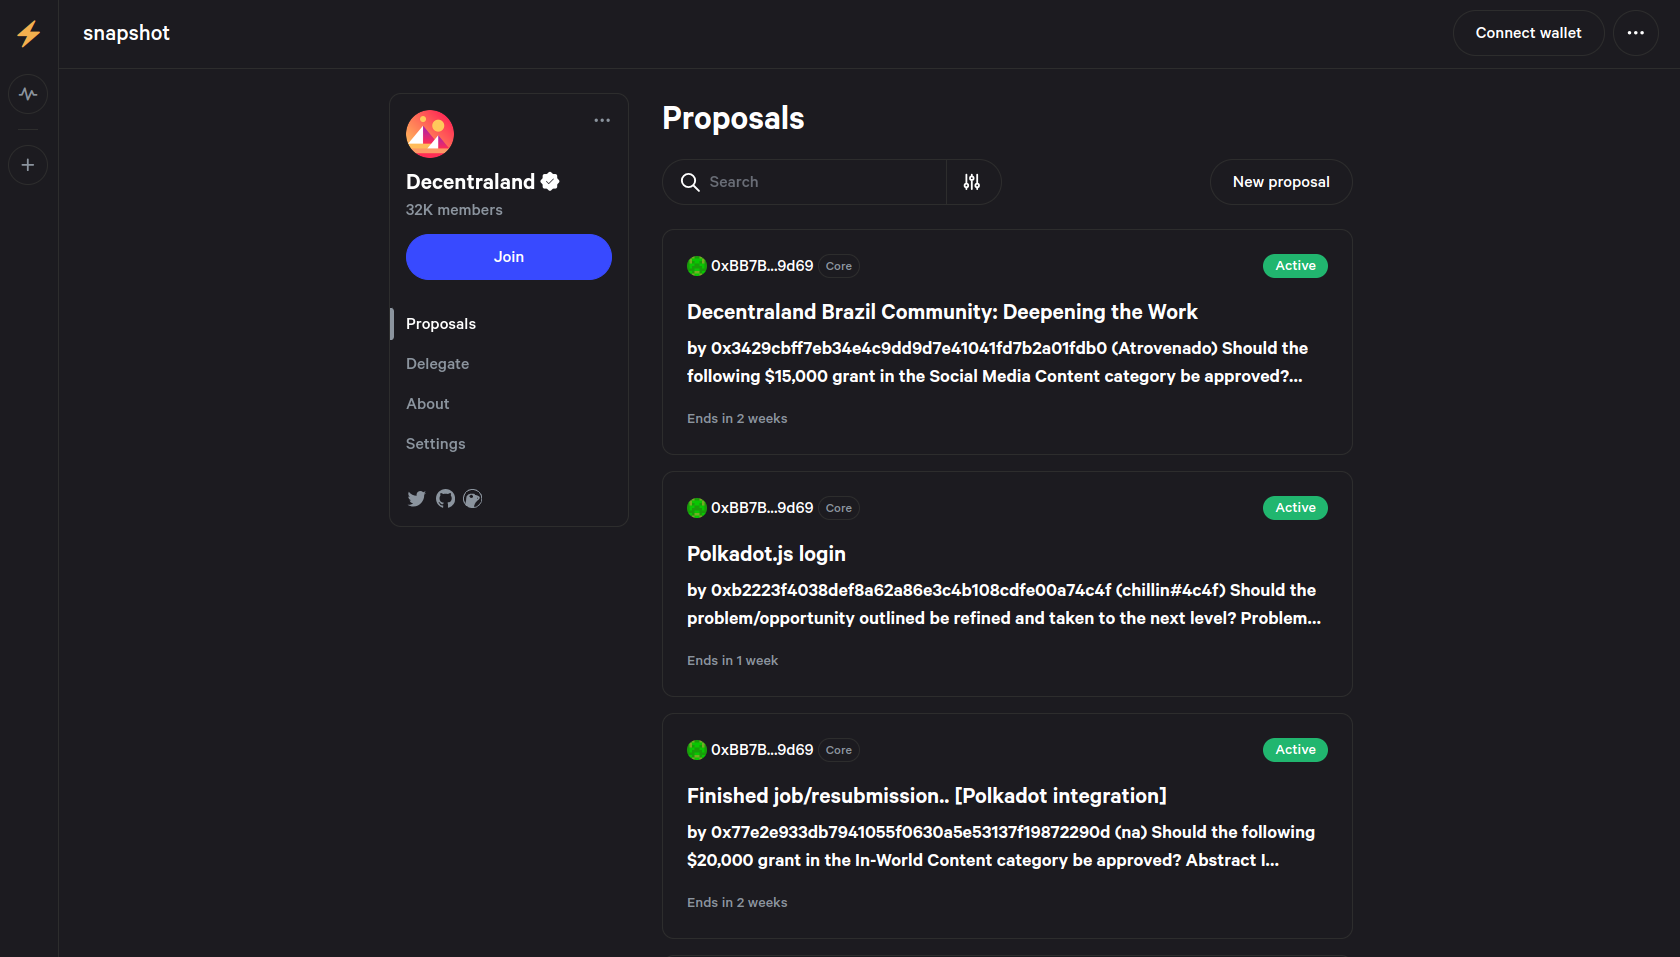 snapshot
Connect wallet
Decentraland
32K members
Join
Proposals
Delegate
About
Settings
Proposals
Search
New proposal
0xBB7B...9d69 Core Active
Decentraland Brazil Community: Deepening the Work
by 0x3429cbff7eb34e4c9dd9d7e41041fd7b2a01fdb0 (Atrovenado) Should the
following $15,000 grant in the Social Media Content category be approved?...
Ends in 2 weeks
0xBB7B...9d69 Core Active
Polkadot.js login
by 0xb2223f4038def8a62a86e3c4b108cdfe00a74c4f (chillin#4c4f) Should the
problem/opportunity outlined be refined and taken to the next level? Problem...
Ends in 1 week
0xBB7B...9d69 Core Active
Finished job/resubmission.. [Polkadot integration]
by 0x77e2e933db7941055f0630a5e53137f19872290d (na) Should the following
$20,000 grant in the In-World Content category be approved? Abstract I...
Ends in 2 weeks